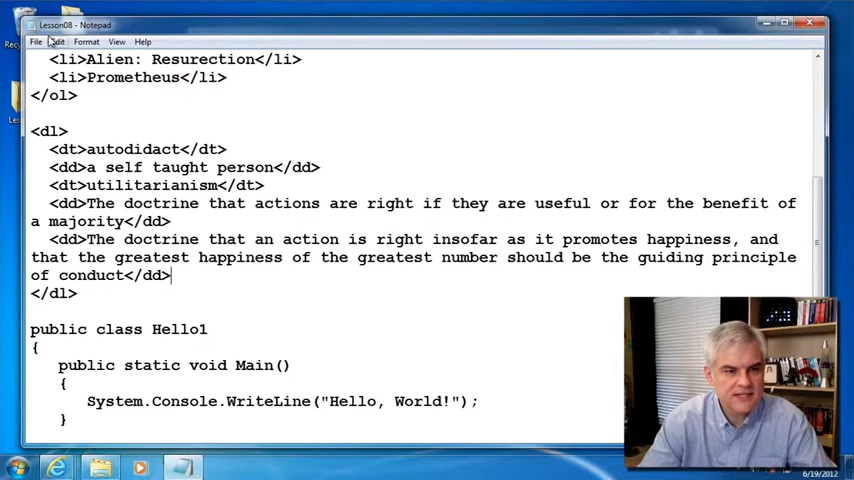 Lesson08 - Notepad
File Edit Format View Help
<li>Alien: Resurection</li>
<li>Prometheus</li>
</ol>
<dl>
<dt>autodidact</dt>
<dd>a self taught person</dd>
<dt>utilitarianism</dt>
<dd>The doctrine that actions are right if they are useful or for the benefit of
a majority</dd>
<dd>The doctrine that an action is right insofar as it promotes happiness, and
that the greatest happiness of the greatest number should be the guiding principle
of conduct</dd>
</dl>
public class Hello1
{
public static void Main()
{
System.Console.WriteLine("Hello, World!");
}
6/19/2012